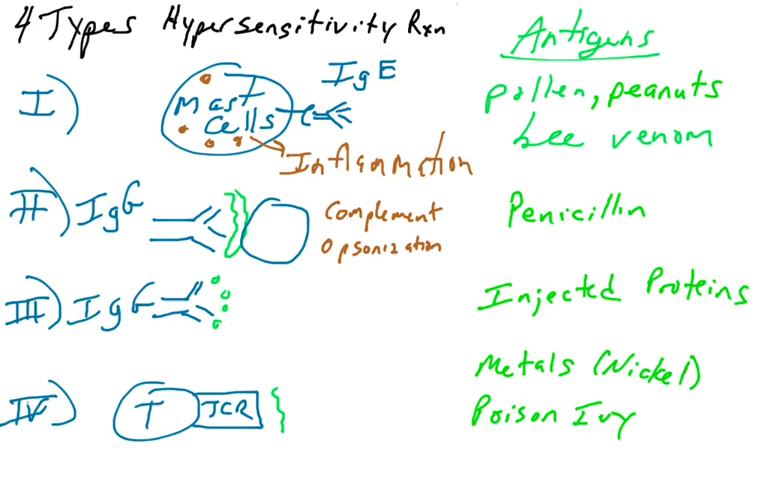 4 Types Hypersensitivity Rxn
Antigens
I) Mast Cells IgE
pollen, peanuts
bee venom
Inflammation
II) IgG
Complement
Opsonization
Penicillin
III) IgG
Injected Proteins
IV) T TCR
Metals (Nickel)
Poison Ivy